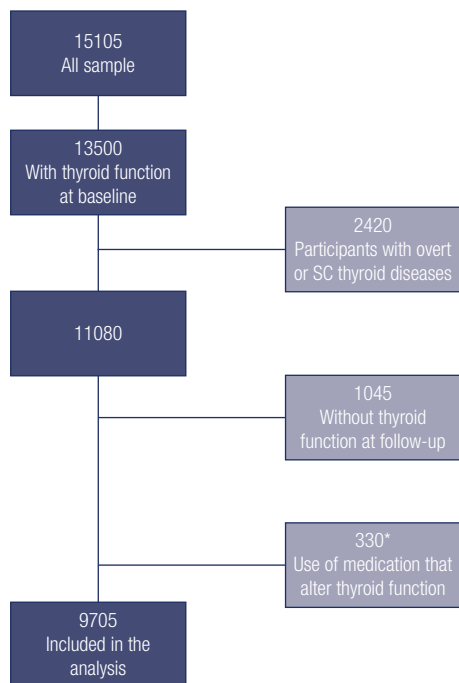 15105
All sample
13500
With thyroid function
at baseline
2420
Participants with overt
or SC thyroid diseases
11080
1045
Without thyroid
function at follow-up
330*
Use of medication that
alter thyroid function
9705
Included in the
analysis